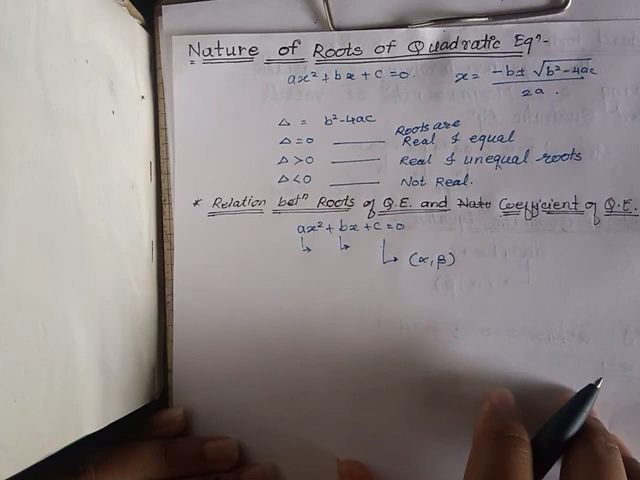 Nature of Roots of Quadratic Eqⁿ-
ax² + bx + c = 0. x = -b ± √b² - 4ac / 2a.
Δ = b² - 4ac
Roots are
Δ = 0 —— Real & equal
Δ > 0 —— Real & unequal roots
Δ < 0 —— Not Real.
* Relation betⁿ Roots of Q.E. and Natu Coefficient of Q.E.
ax² + bx + c = 0
↳ ↳ ↳ (α, β)